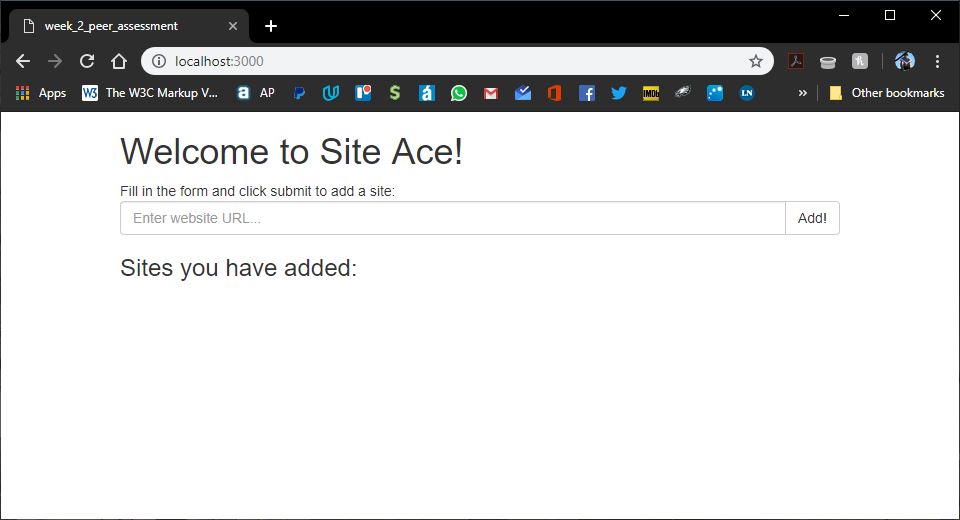 week_2_peer_assessment
localhost:3000
Apps W3 The W3C Markup V... a AP S á IMDb LN » Other bookmarks
Welcome to Site Ace!
Fill in the form and click submit to add a site:
Enter website URL... Add!
Sites you have added: